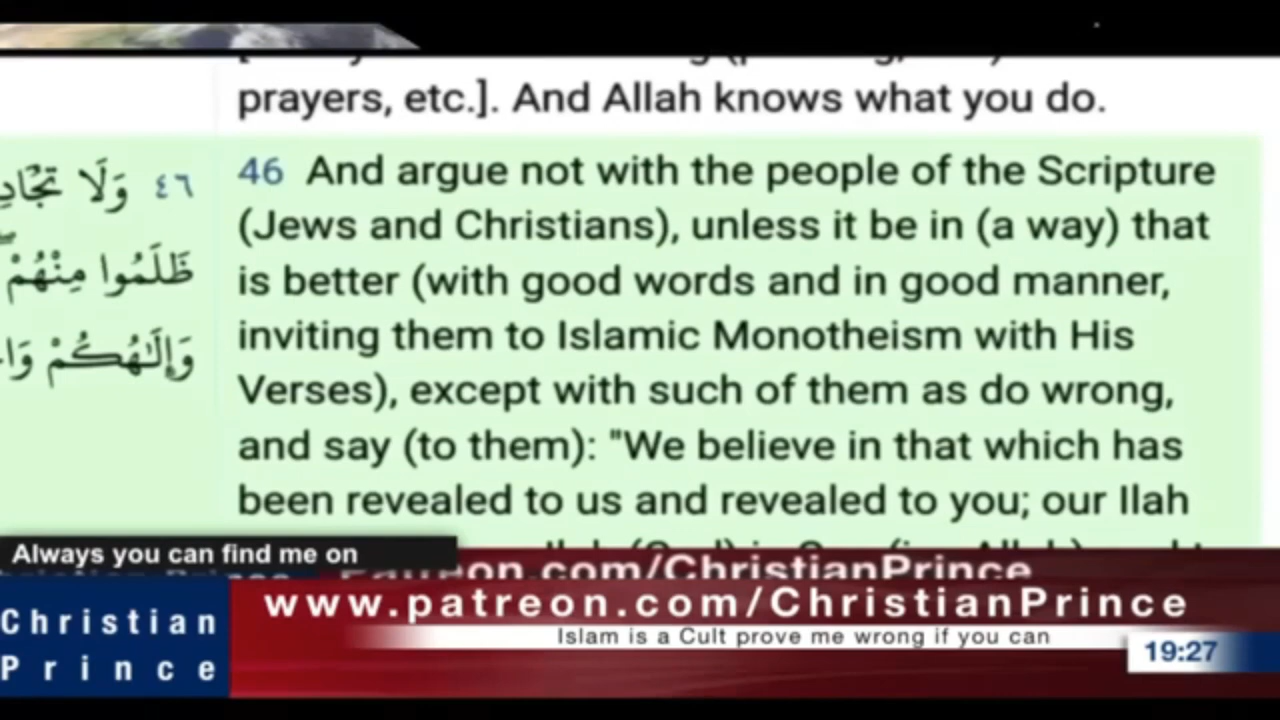 prayers, etc.]. And Allah knows what you do.
٤٦ وَلَا تُجَادِ
ظَلَمُوا مِنْهُمْ
وَإِلَٰهُكُمْ وَا
46 And argue not with the people of the Scripture
(Jews and Christians), unless it be in (a way) that
is better (with good words and in good manner,
inviting them to Islamic Monotheism with His
Verses), except with such of them as do wrong,
and say (to them): "We believe in that which has
been revealed to us and revealed to you; our Ilah
Always you can find me on
Patreon.com/ChristianPrince
www.patreon.com/ChristianPrince
Islam is a Cult prove me wrong if you can
Christian
Prince
19:27